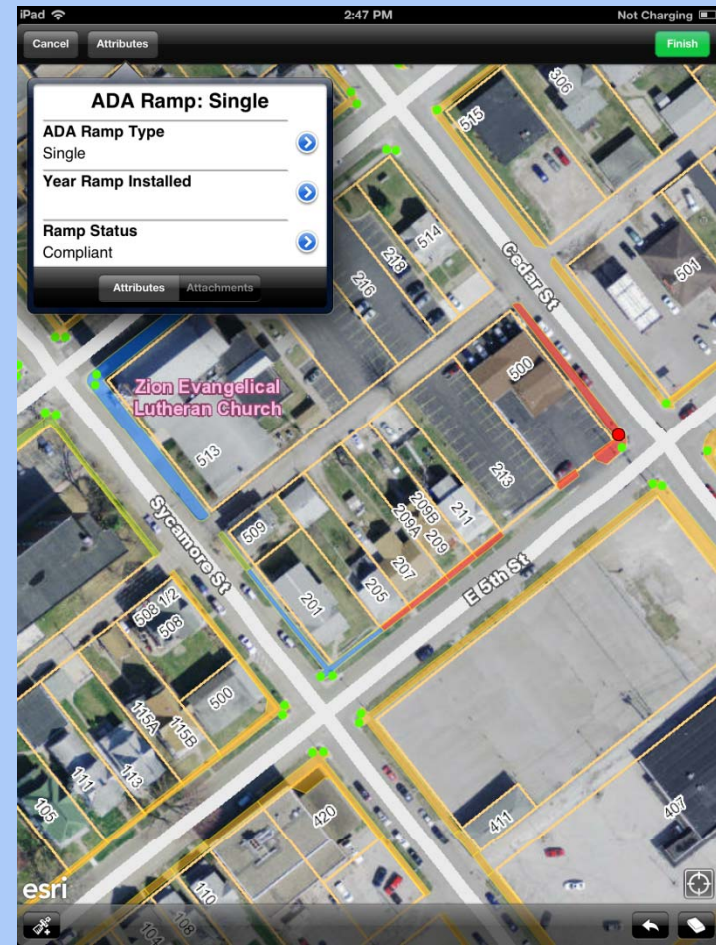 iPad
2:47 PM
Not Charging
Cancel
Attributes
Finish
ADA Ramp: Single
ADA Ramp Type
Single
Year Ramp Installed
Ramp Status
Compliant
Attributes
Attachments
306
515
514
218
216
Cedar St
501
Zion Evangelical
Lutheran Church
500
513
213
509
209B
209A
211
209
207
205
201
Sycamore St
E 5th St
508 1/2
508
500
115B
115A
113
111
105
420
411
407
110
108
104
esri